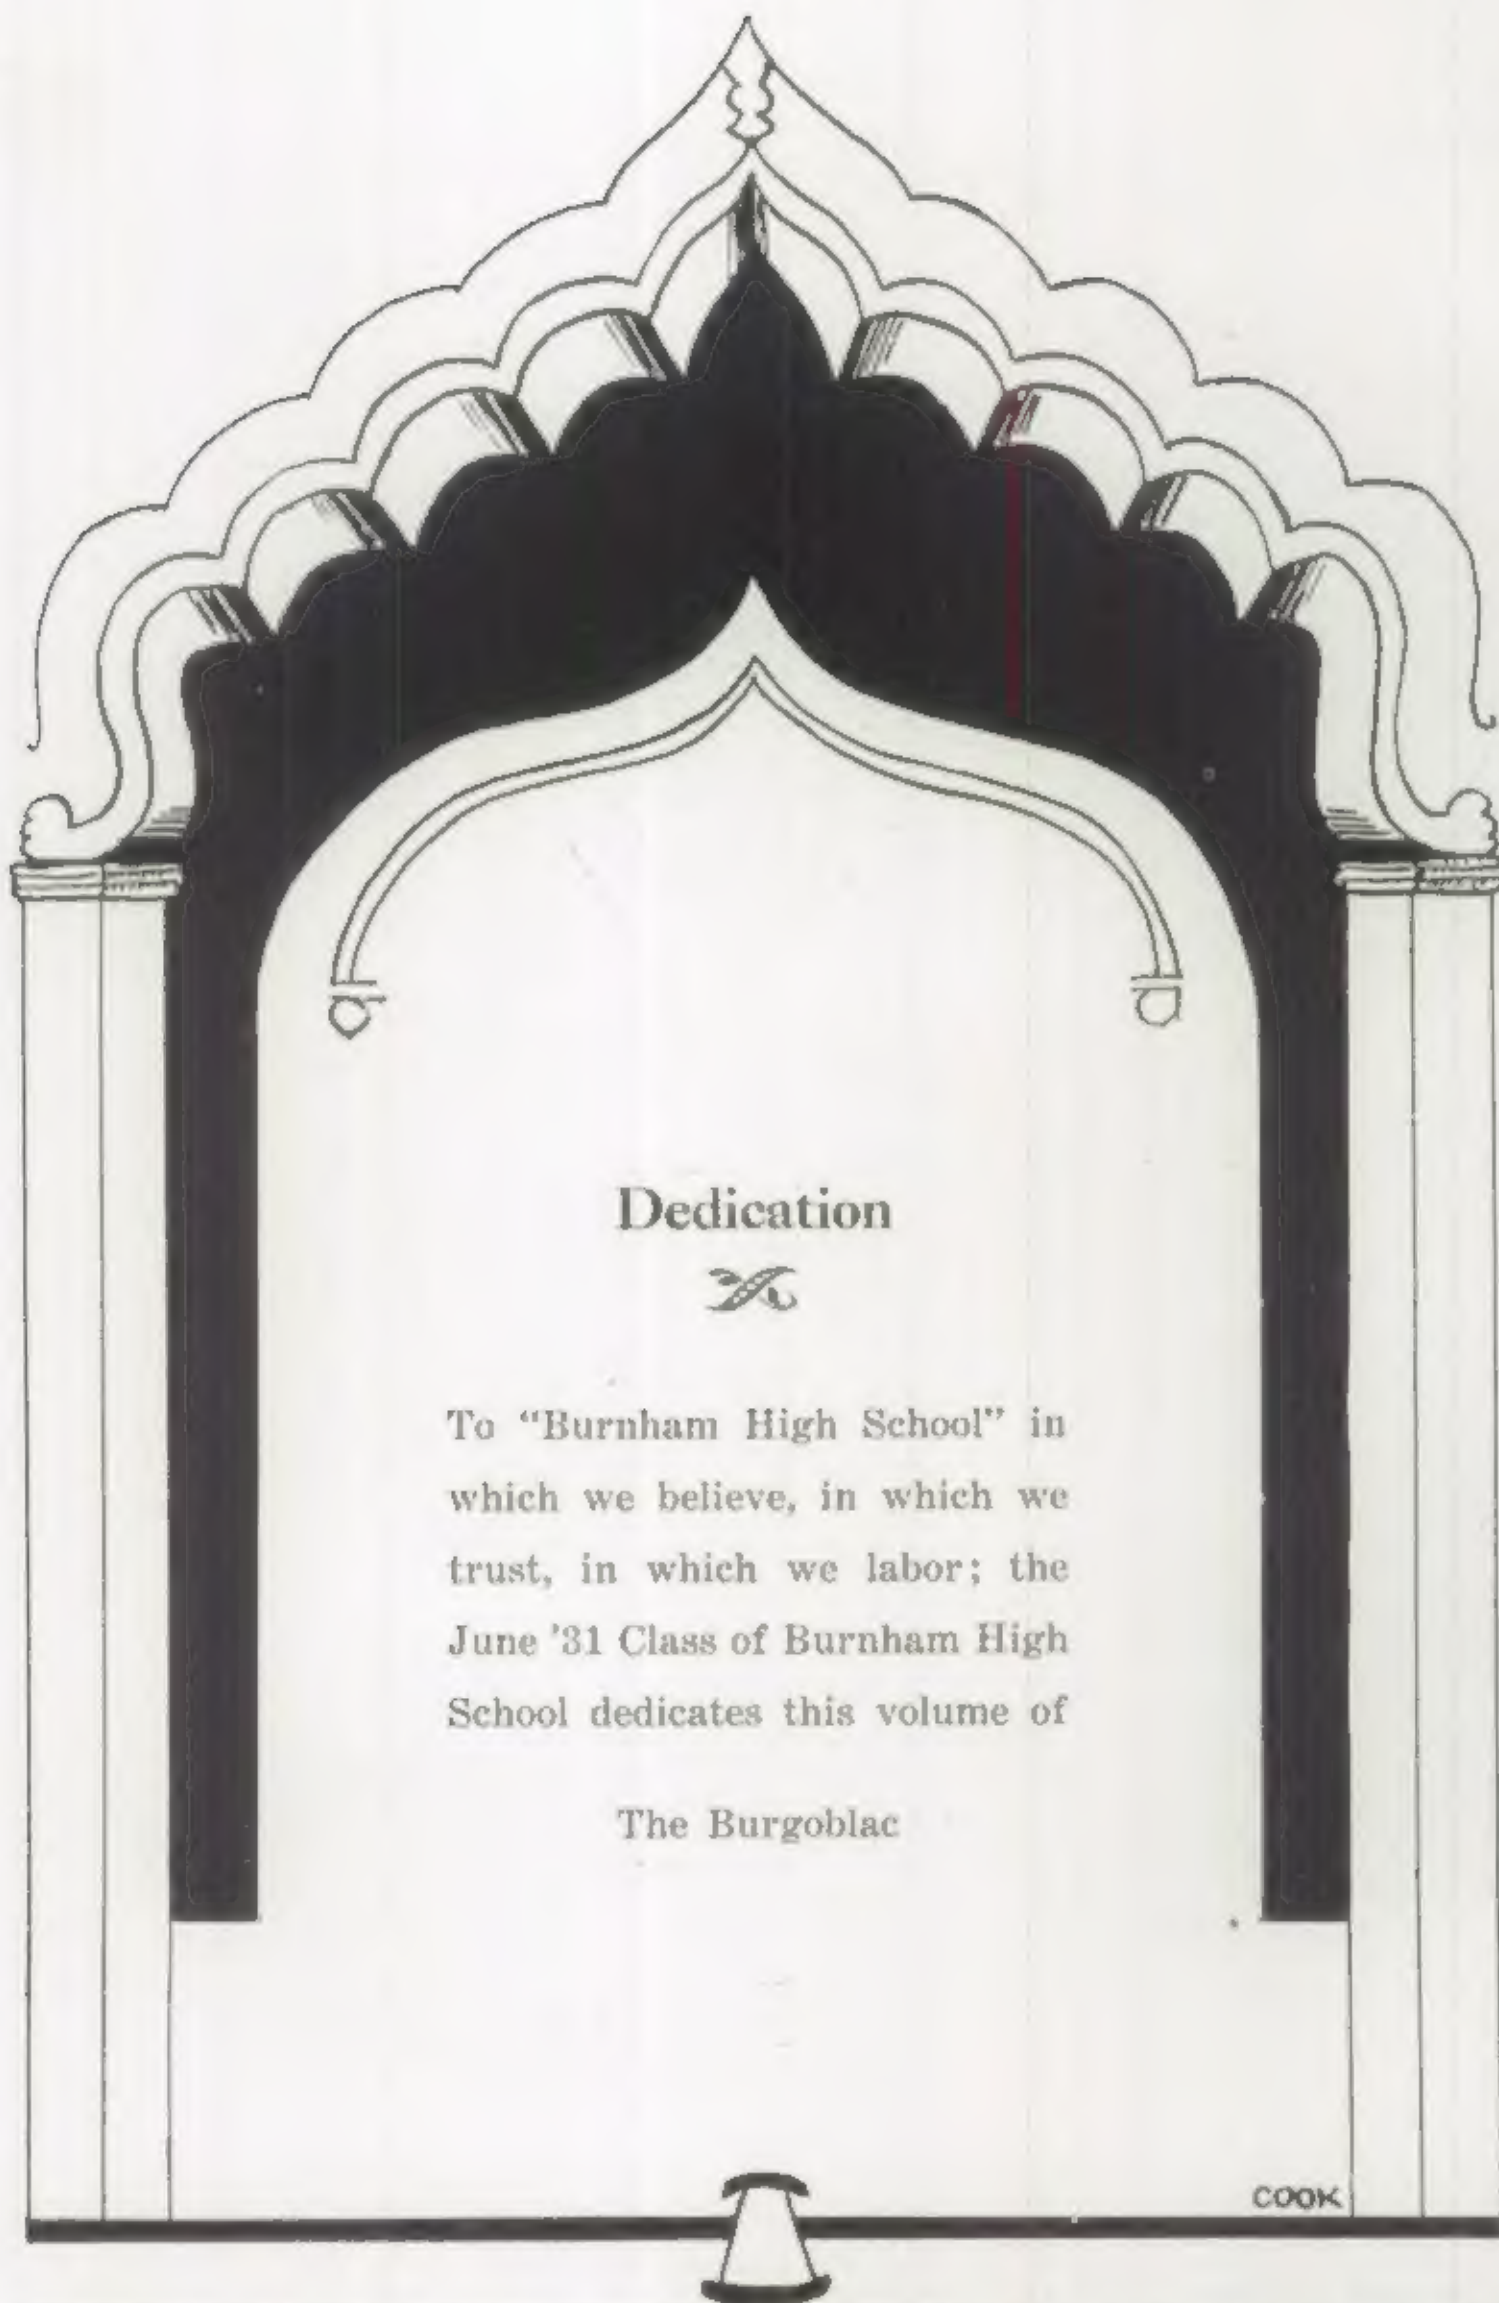 Dedication
To "Burnham High School" in
which we believe, in which we
trust, in which we labor; the
June '31 Class of Burnham High
School dedicates this volume of
The Burgoblac
COOK